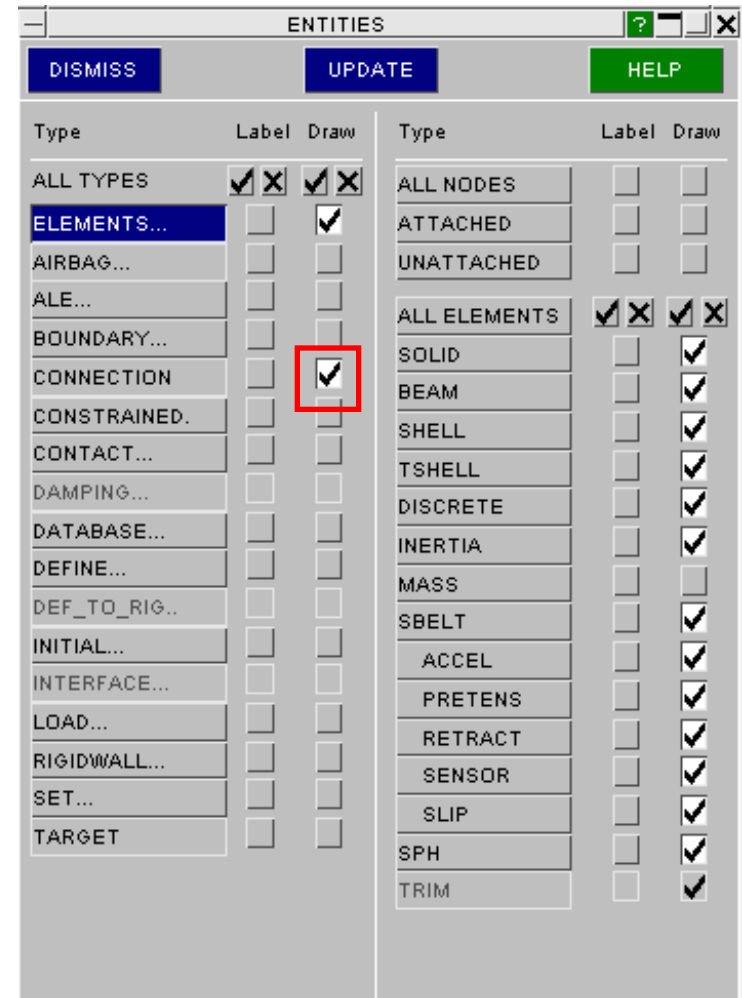 ENTITIES ?
DISMISS UPDATE HELP
Type Label Draw
ALL TYPES
ELEMENTS...
AIRBAG...
ALE...
BOUNDARY...
CONNECTION
CONSTRAINED.
CONTACT...
DAMPING...
DATABASE...
DEFINE...
DEF_TO_RIG..
INITIAL...
INTERFACE...
LOAD...
RIGIDWALL...
SET...
TARGET
Type Label Draw
ALL NODES
ATTACHED
UNATTACHED
ALL ELEMENTS
SOLID
BEAM
SHELL
TSHELL
DISCRETE
INERTIA
MASS
SBELT
ACCEL
PRETENS
RETRACT
SENSOR
SLIP
SPH
TRIM